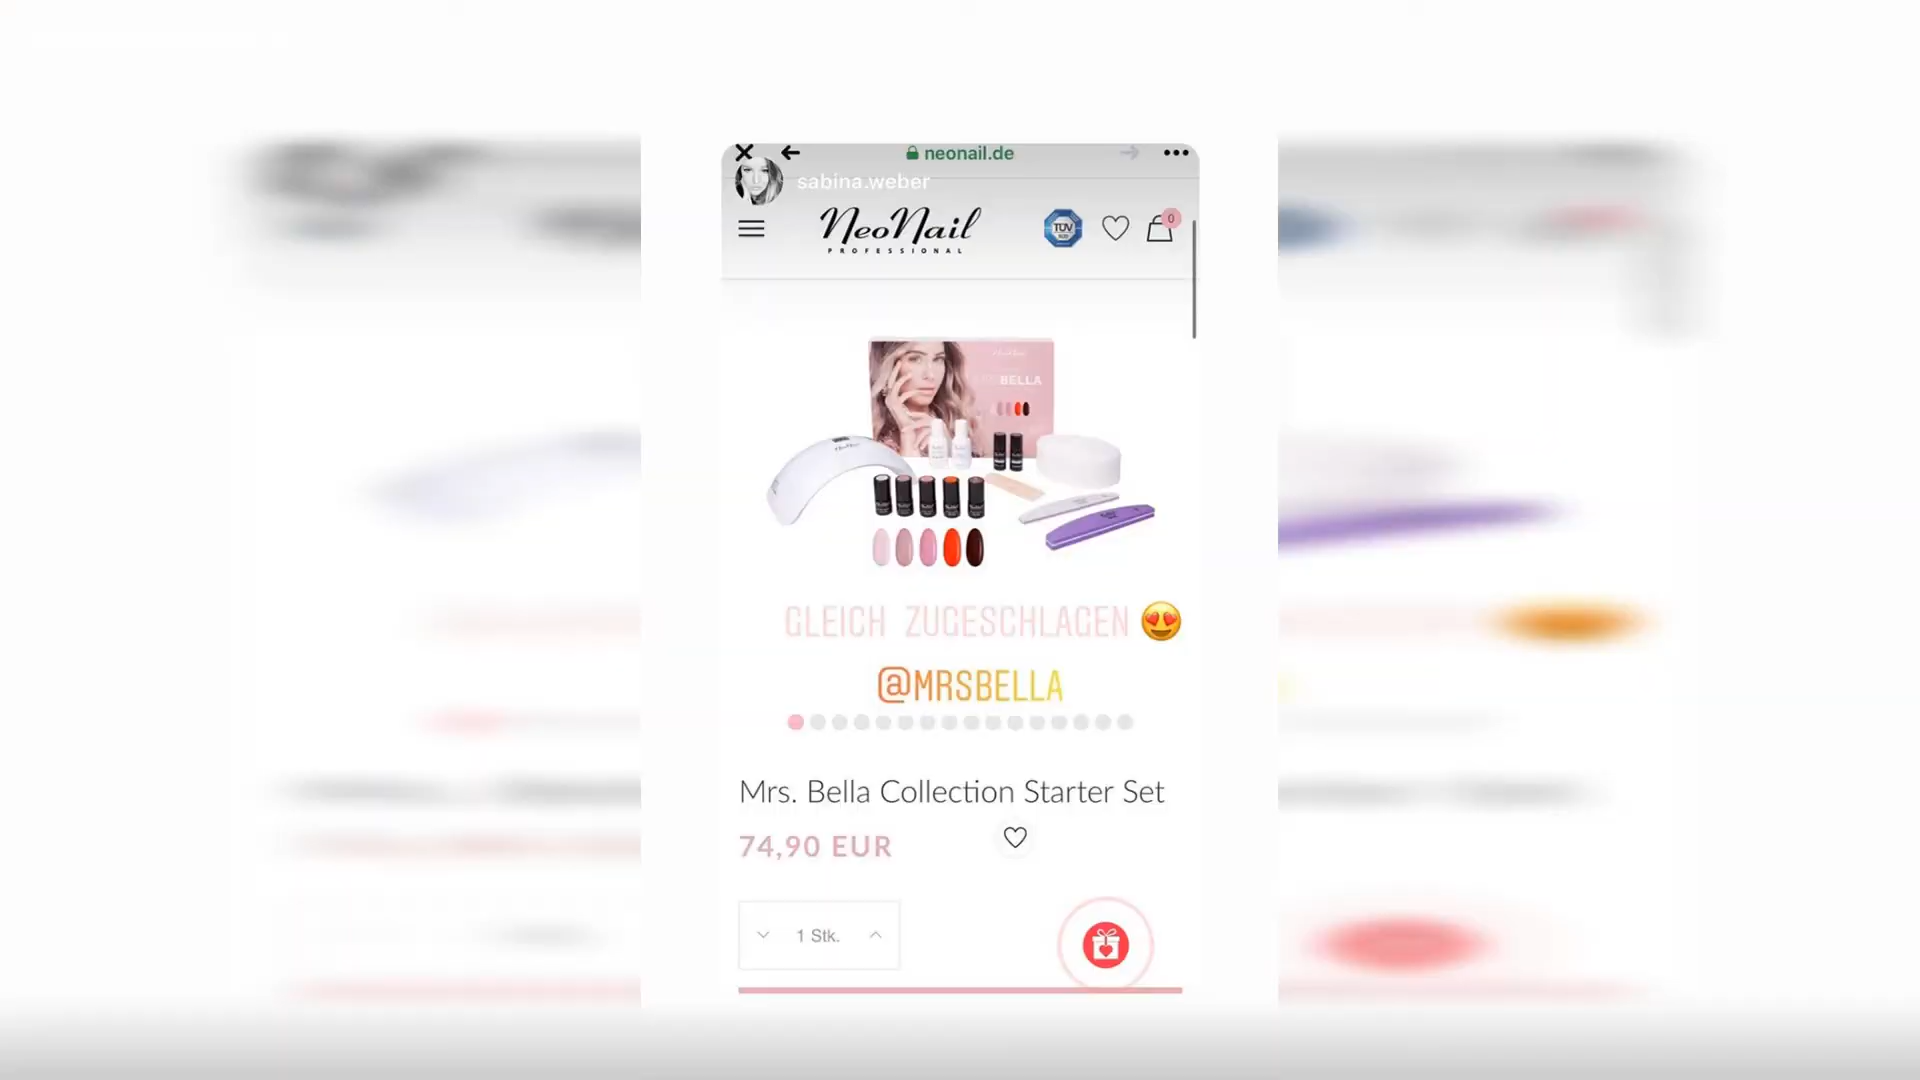 neonail.de
sabina.weber
NeoNail
PROFESSIONAL
TÜV
0
BELLA
GLEICH ZUGESCHLAGEN 😍
@MRSBELLA
Mrs. Bella Collection Starter Set
74,90 EUR
1 Stk.